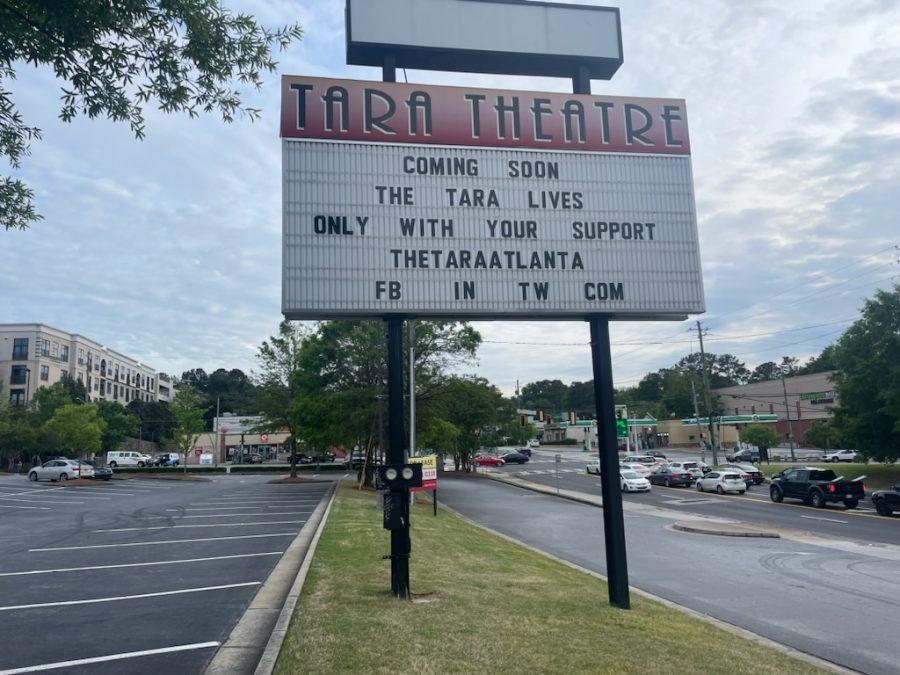 TARA THEATRE
COMING SOON
THE TARA LIVES
ONLY WITH YOUR SUPPORT
THETARAATLANTA
FB IN TW COM